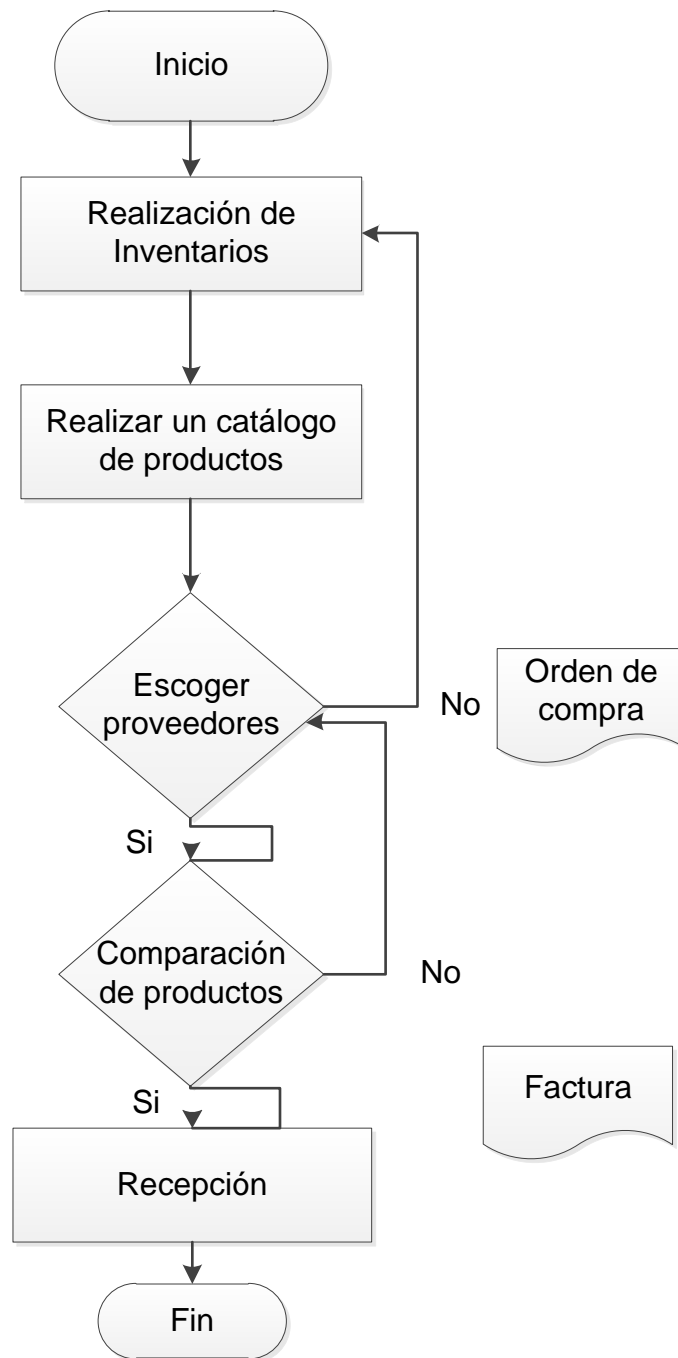 Inicio
Realización de
Inventarios
Realizar un catálogo
de productos
Escoger
proveedores
No
Orden de
compra
Si
Comparación
de productos
No
Factura
Si
Recepción
Fin